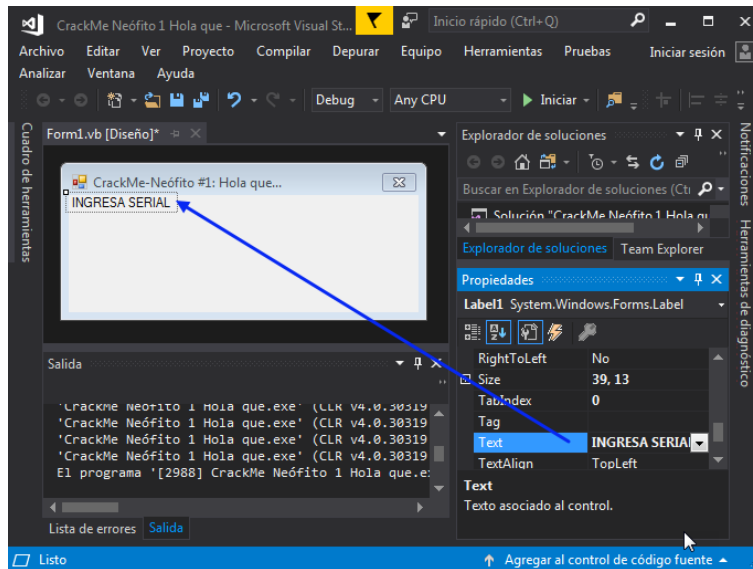 CrackMe Neófito 1 Hola que - Microsoft Visual St...
Inicio rápido (Ctrl+Q)
Archivo Editar Ver Proyecto Compilar Depurar Equipo Herramientas Pruebas Iniciar sesión
Analizar Ventana Ayuda
Debug Any CPU Iniciar
Cuadro de herramientas
Form1.vb [Diseño]*
CrackMe-Neófito #1: Hola que...
INGRESA SERIAL
Salida
'CrackMe Neófito 1 Hola que.exe' (CLR v4.0.30319
'CrackMe Neófito 1 Hola que.exe' (CLR v4.0.30319
'CrackMe Neófito 1 Hola que.exe' (CLR v4.0.30319
'CrackMe Neófito 1 Hola que.exe' (CLR v4.0.30319
El programa '[2988] CrackMe Neófito 1 Hola que.e
Lista de errores Salida
Explorador de soluciones
Buscar en Explorador de soluciones (Ctr
Solución "CrackMe Neófito 1 Hola qu
Explorador de soluciones Team Explorer
Propiedades
Label1 System.Windows.Forms.Label
RightToLeft No
Size 39, 13
TabIndex 0
Tag
Text INGRESA SERIAL
TextAlign TopLeft
Text
Texto asociado al control.
Notificaciones
Herramientas de diagnóstico
Listo
Agregar al control de código fuente